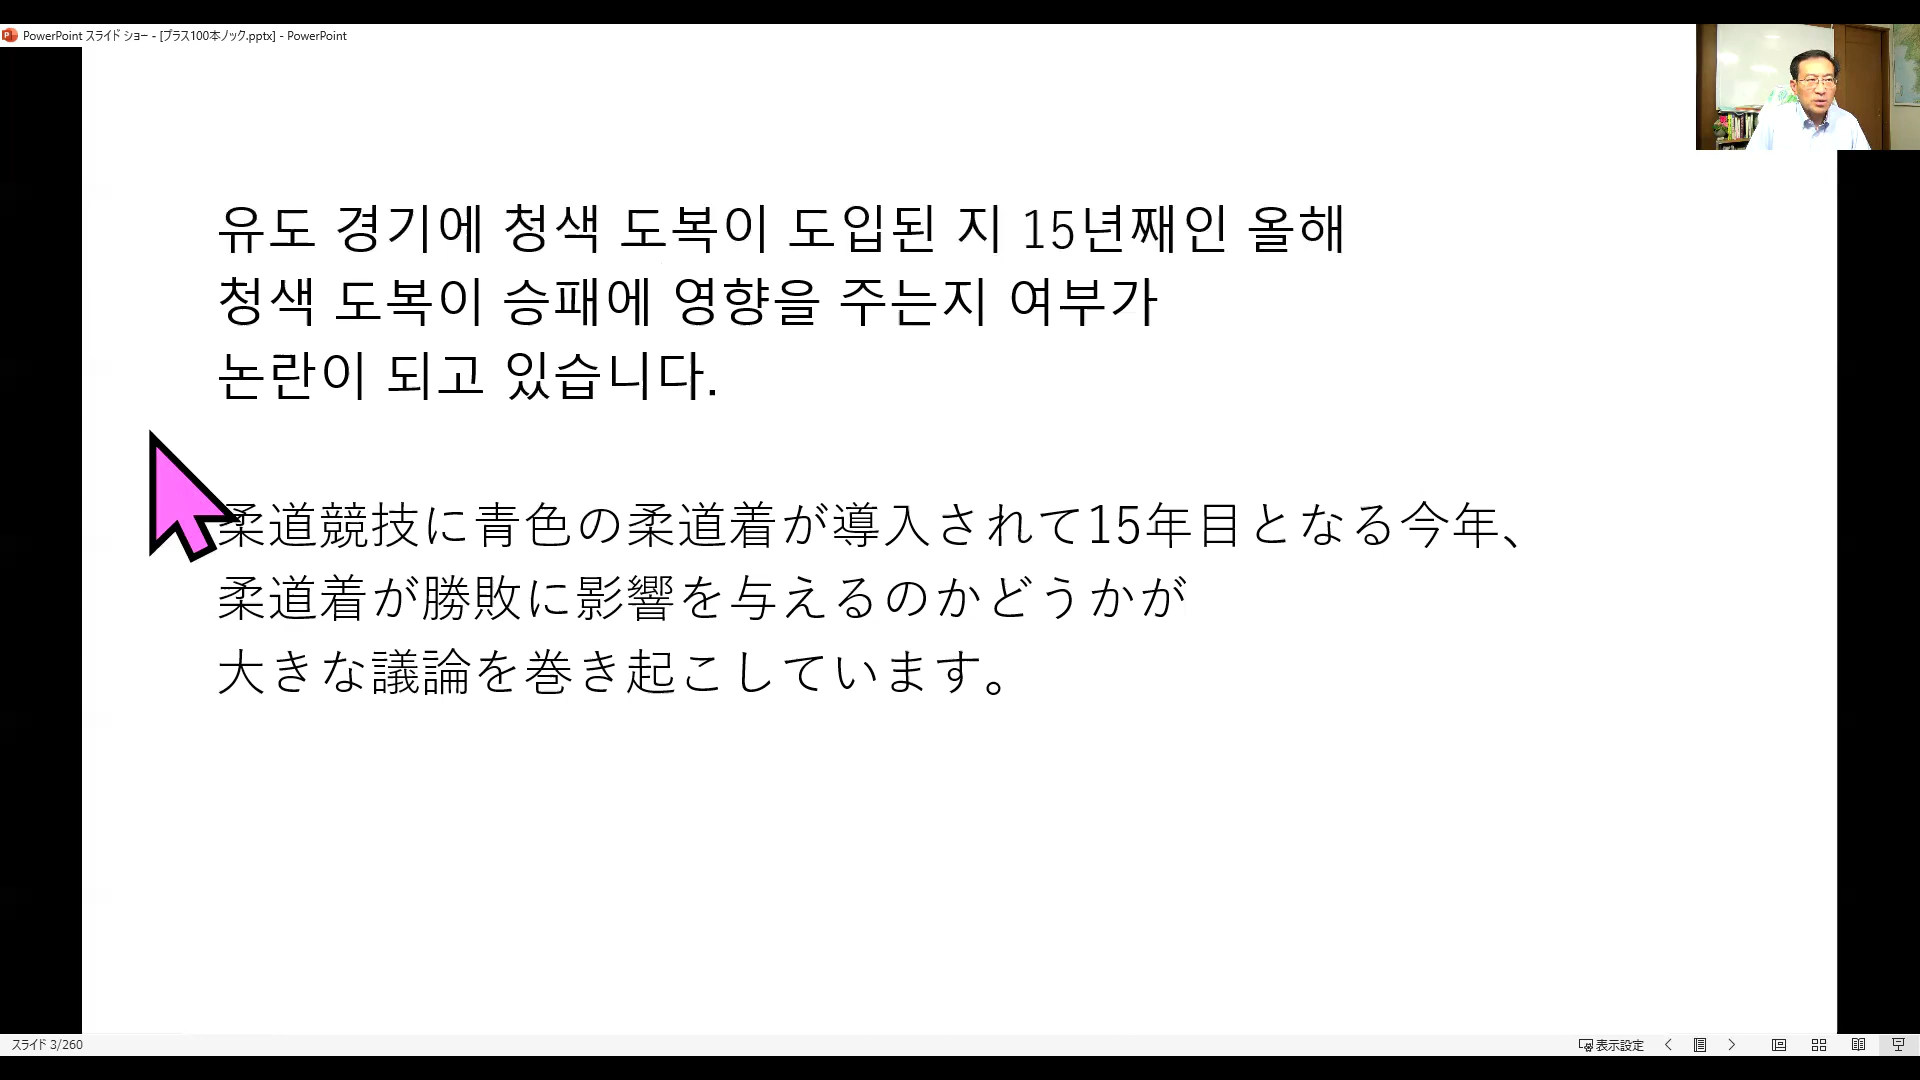 PowerPoint スライド ショー - [プラス100本ノック.pptx] - PowerPoint
유도 경기에 청색 도복이 도입된 지 15년째인 올해
청색 도복이 승패에 영향을 주는지 여부가
논란이 되고 있습니다.
柔道競技に青色の柔道着が導入されて15年目となる今年、
柔道着が勝敗に影響を与えるのかどうかが
大きな議論を巻き起こしています。
スライド 3/260
表示設定